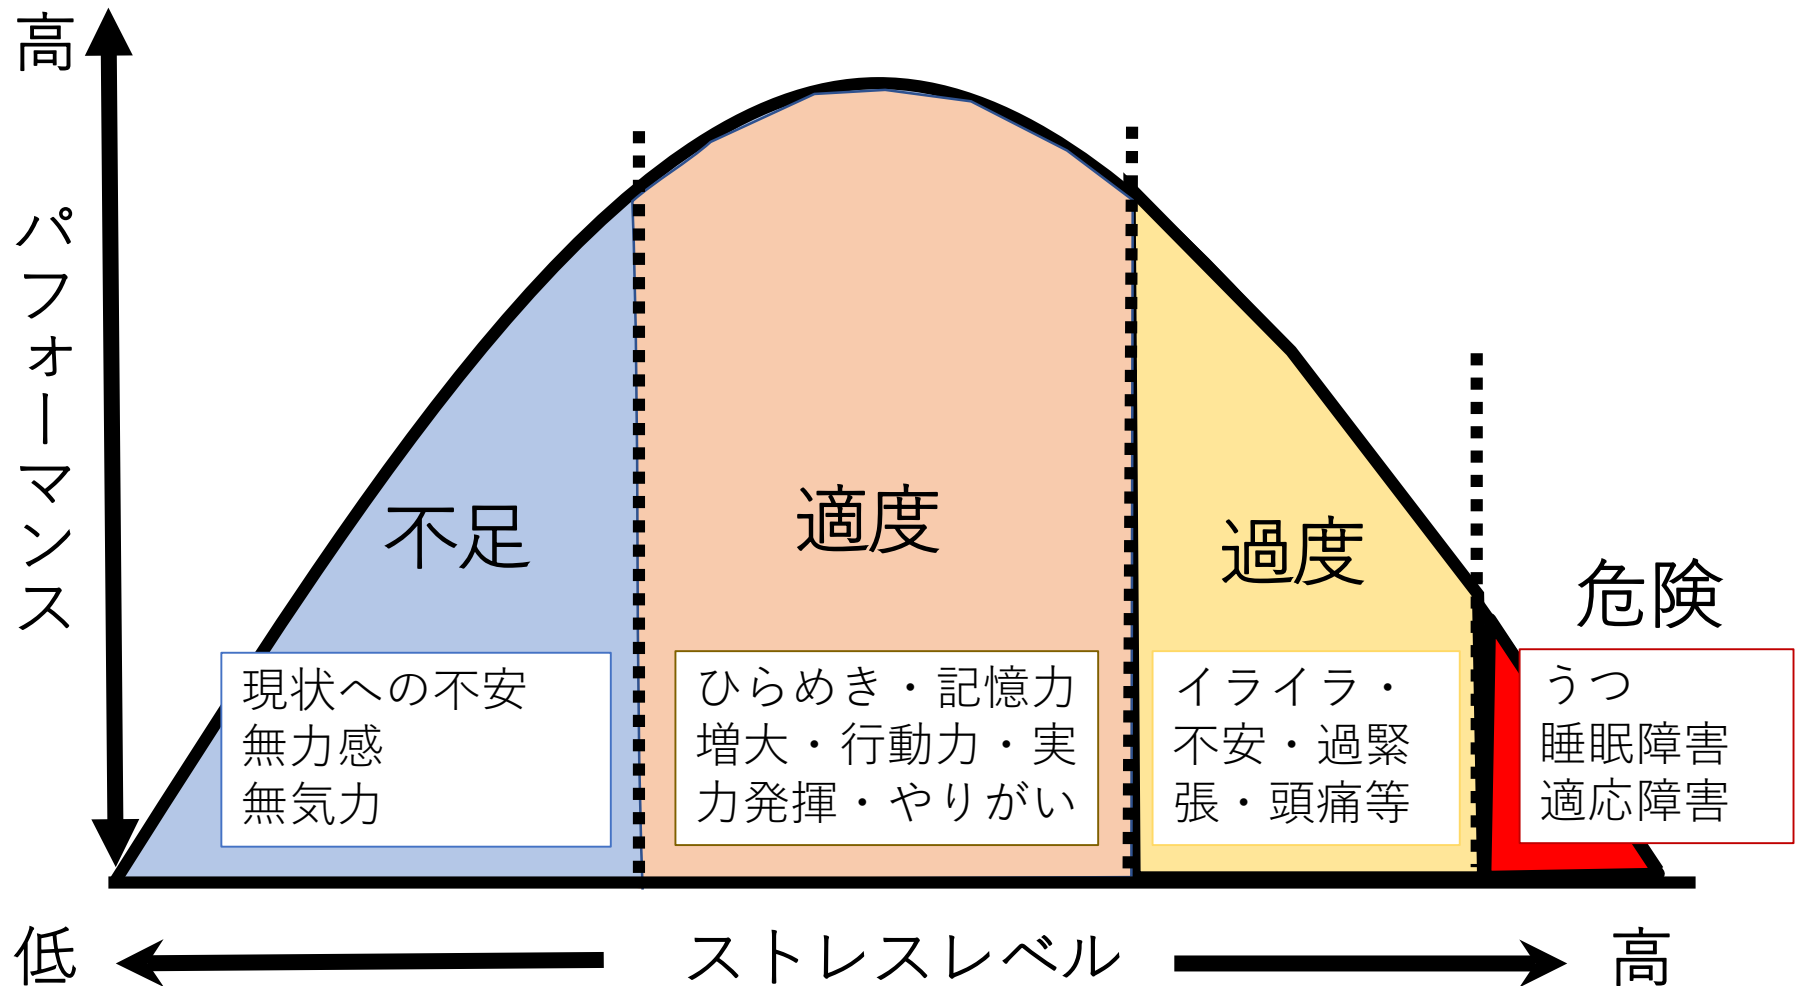 高
パフォーマンス
不足
適度
過度
危険
現状への不安
無力感
無気力
ひらめき・記憶力
増大・行動力・実
力発揮・やりがい
イライラ・
不安・過緊
張・頭痛等
うつ
睡眠障害
適応障害
低
ストレスレベル
高